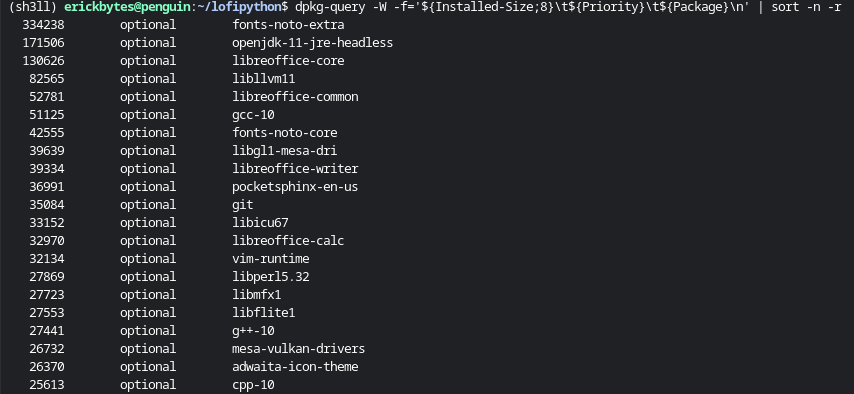 (sh3ll) erickbytes@penguin:~/lofipython$ dpkg-query -W -f='${Installed-Size;8}\t${Priority}\t${Package}\n' | sort -n -r
334238 optional fonts-noto-extra
171506 optional openjdk-11-jre-headless
130626 optional libreoffice-core
82565 optional libllvm11
52781 optional libreoffice-common
51125 optional gcc-10
42555 optional fonts-noto-core
39639 optional libgl1-mesa-dri
39334 optional libreoffice-writer
36991 optional pocketsphinx-en-us
35084 optional git
33152 optional libicu67
32970 optional libreoffice-calc
32134 optional vim-runtime
27869 optional libperl5.32
27723 optional libmfx1
27553 optional libflite1
27441 optional g++-10
26732 optional mesa-vulkan-drivers
26370 optional adwaita-icon-theme
25613 optional cpp-10